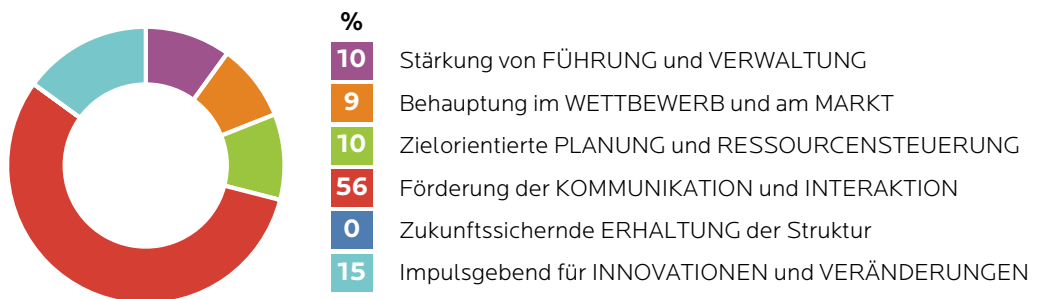 %
10 Stärkung von FÜHRUNG und VERWALTUNG
9 Behauptung im WETTBEWERB und am MARKT
10 Zielorientierte PLANUNG und RESSOURCENSTEUERUNG
56 Förderung der KOMMUNIKATION und INTERAKTION
0 Zukunftssichernde ERHALTUNG der Struktur
15 Impulsgebend für INNOVATIONEN und VERÄNDERUNGEN